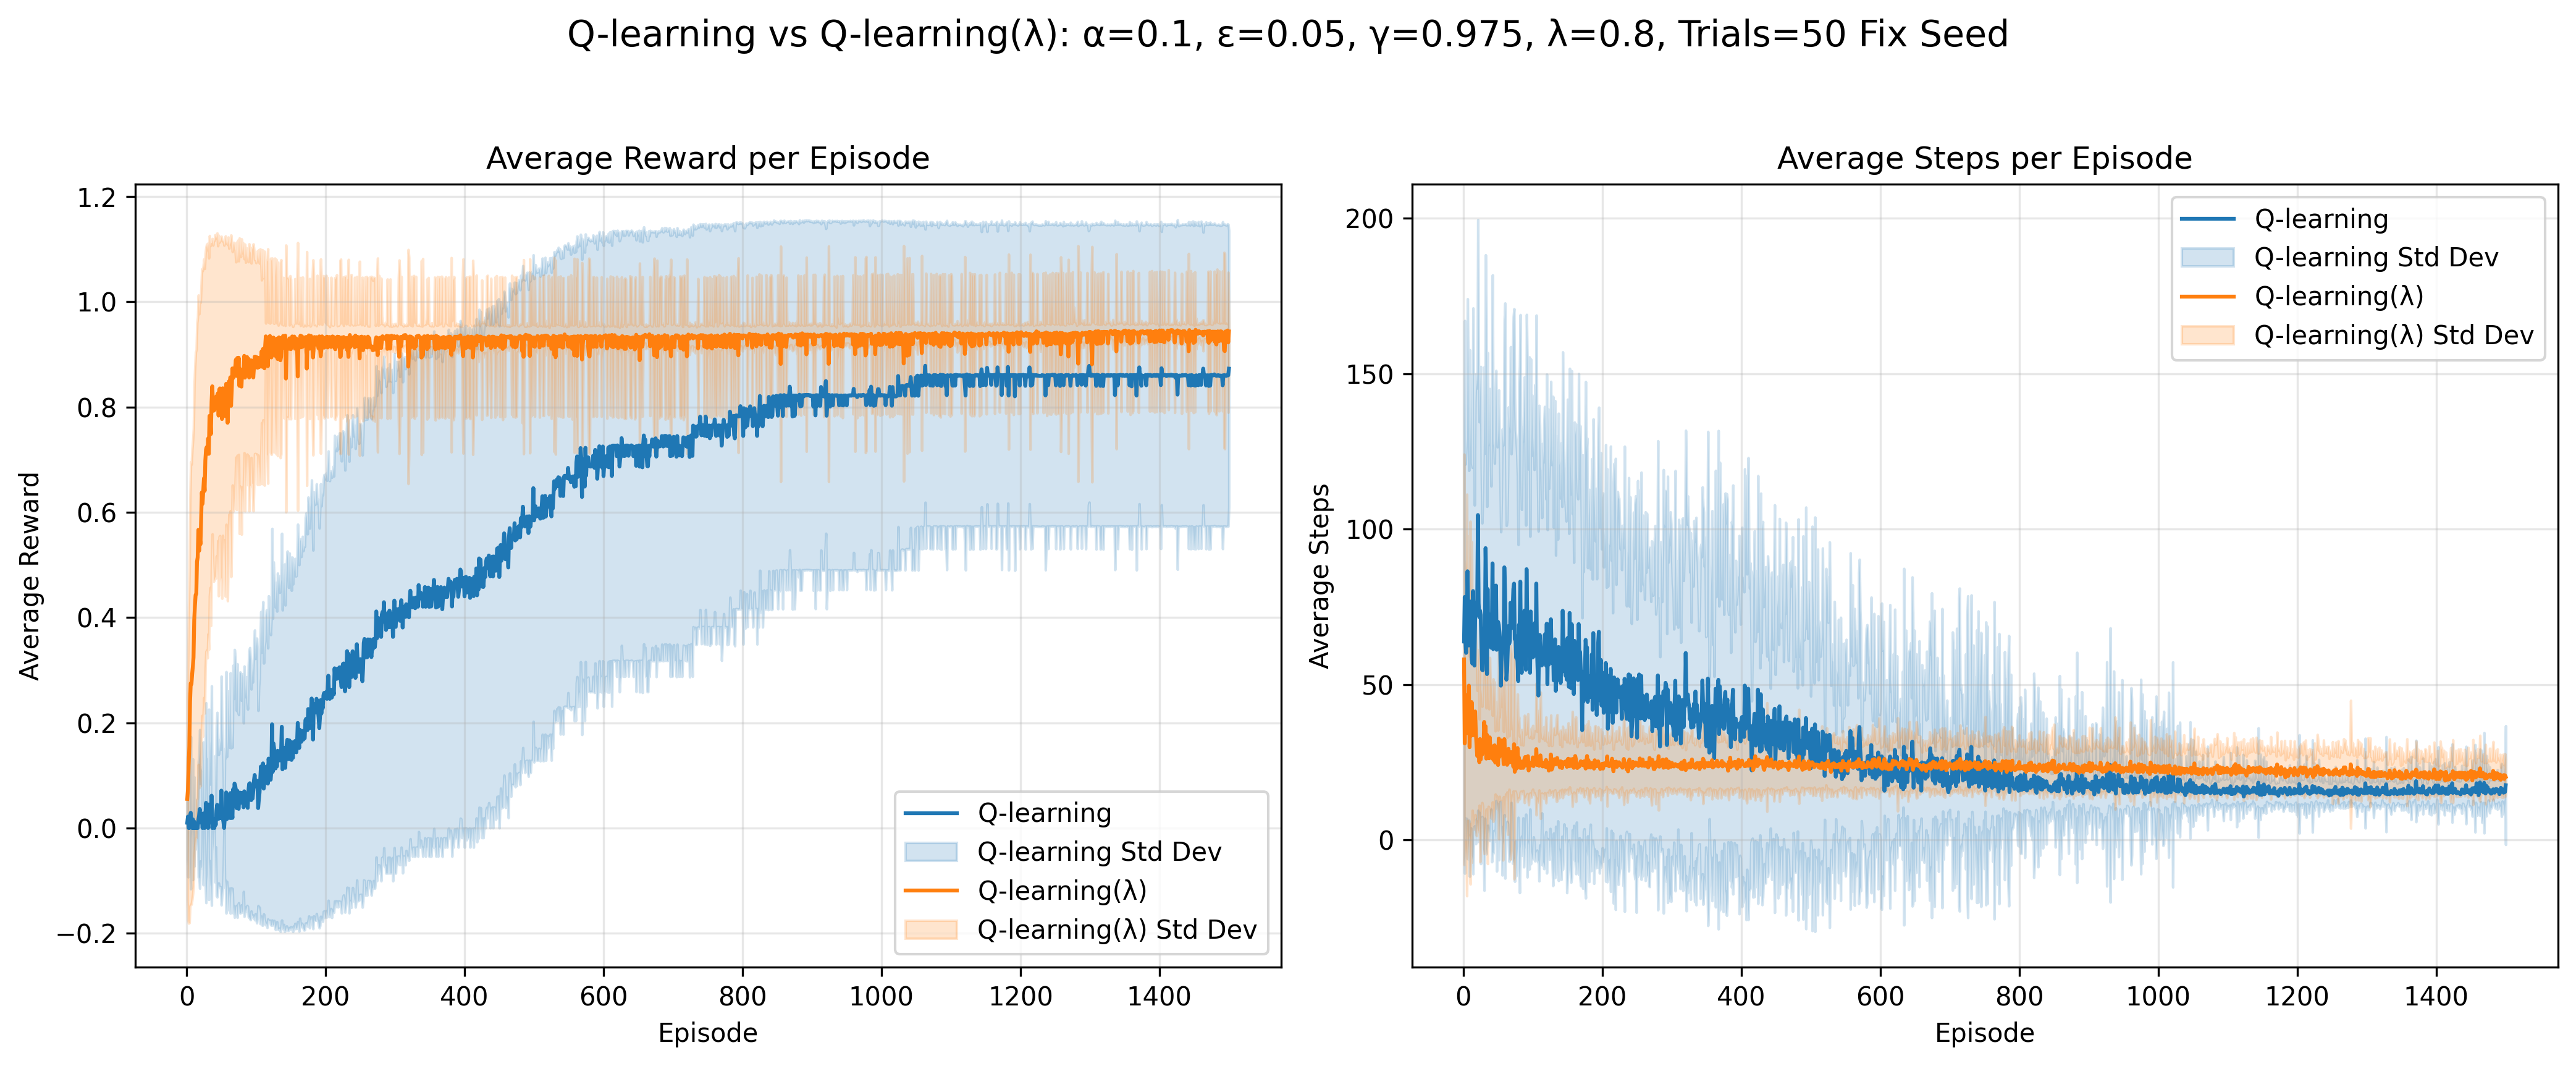 Q-learning vs Q-learning(λ): α=0.1, ε=0.05, γ=0.975, λ=0.8, Trials=50 Fix Seed
Average Reward per Episode
1.2
1.0
0.8
0.6
0.4
0.2
0.0
−0.2
Average Reward
0
200
400
600
800
1000
1200
1400
Episode
Q-learning
Q-learning Std Dev
Q-learning(λ)
Q-learning(λ) Std Dev
Average Steps per Episode
200
150
100
50
0
Average Steps
0
200
400
600
800
1000
1200
1400
Episode
Q-learning
Q-learning Std Dev
Q-learning(λ)
Q-learning(λ) Std Dev